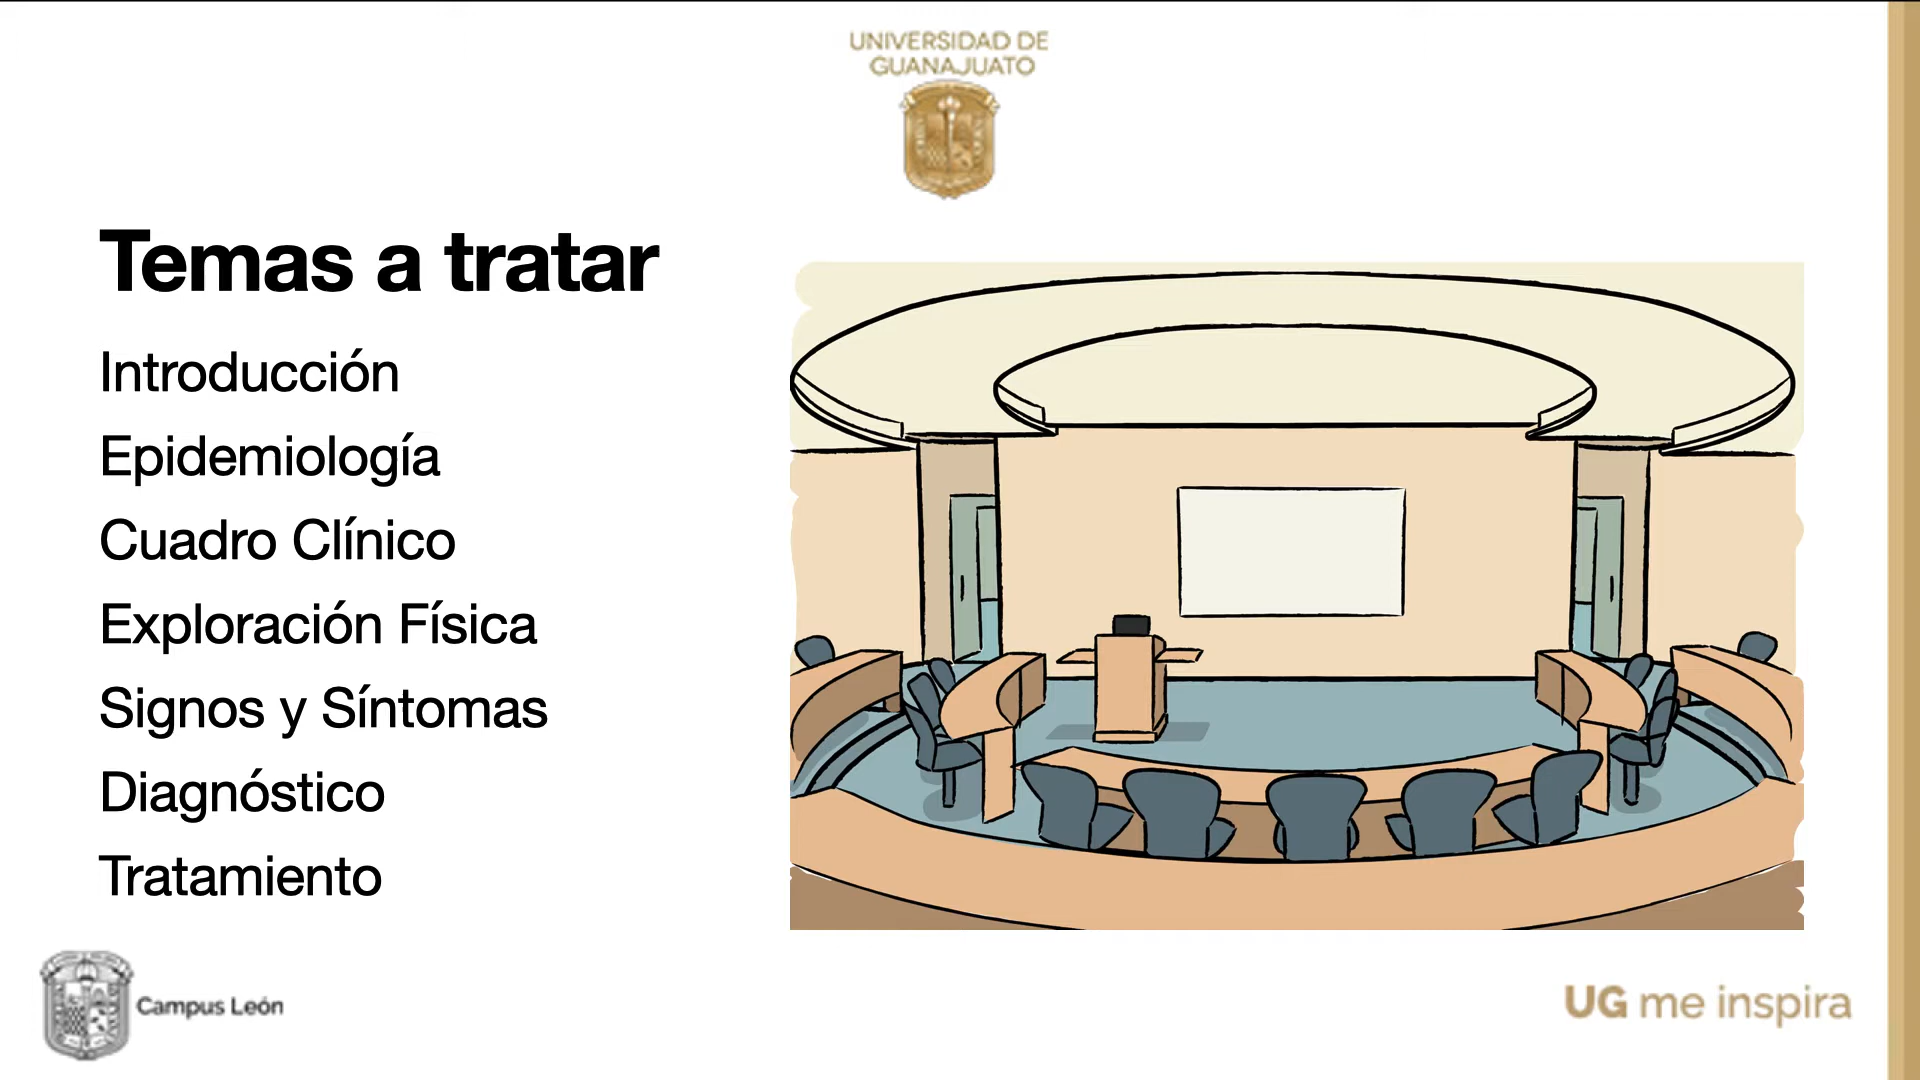 UNIVERSIDAD DE
GUANAJUATO
Temas a tratar
Introducción
Epidemiología
Cuadro Clínico
Exploración Física
Signos y Síntomas
Diagnóstico
Tratamiento
Campus León
UG me inspira